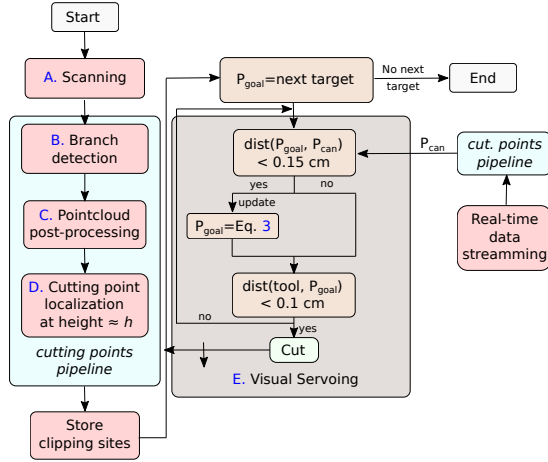 Start
A. Scanning
B. Branch
detection
C. Pointcloud
post-processing
D. Cutting point
localization
at height ≈ h
cutting points
pipeline
Store
clipping sites
P_goal=next target
No next
target
End
dist(P_goal, P_can)
< 0.15 cm
yes
no
update
P_goal=Eq. 3
dist(tool, P_goal)
< 0.1 cm
no
yes
Cut
E. Visual Servoing
P_can
cut. points
pipeline
Real-time
data
streamming